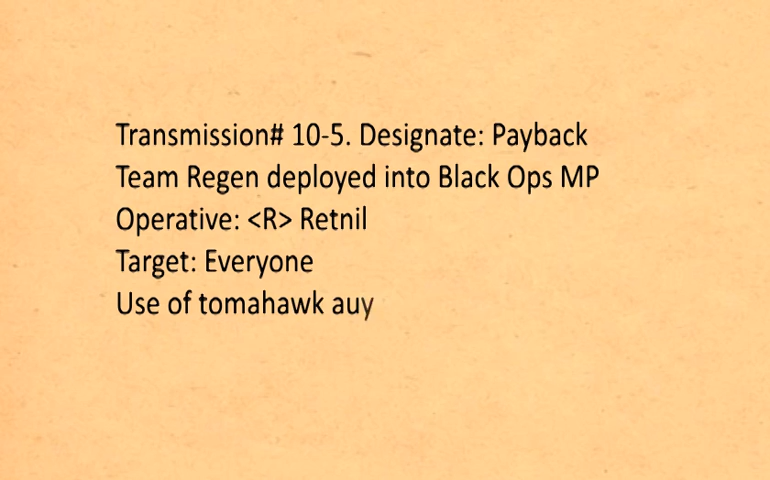 Transmission# 10-5. Designate: Payback
Team Regen deployed into Black Ops MP
Operative: <R> Retnil
Target: Everyone
Use of tomahawk auy